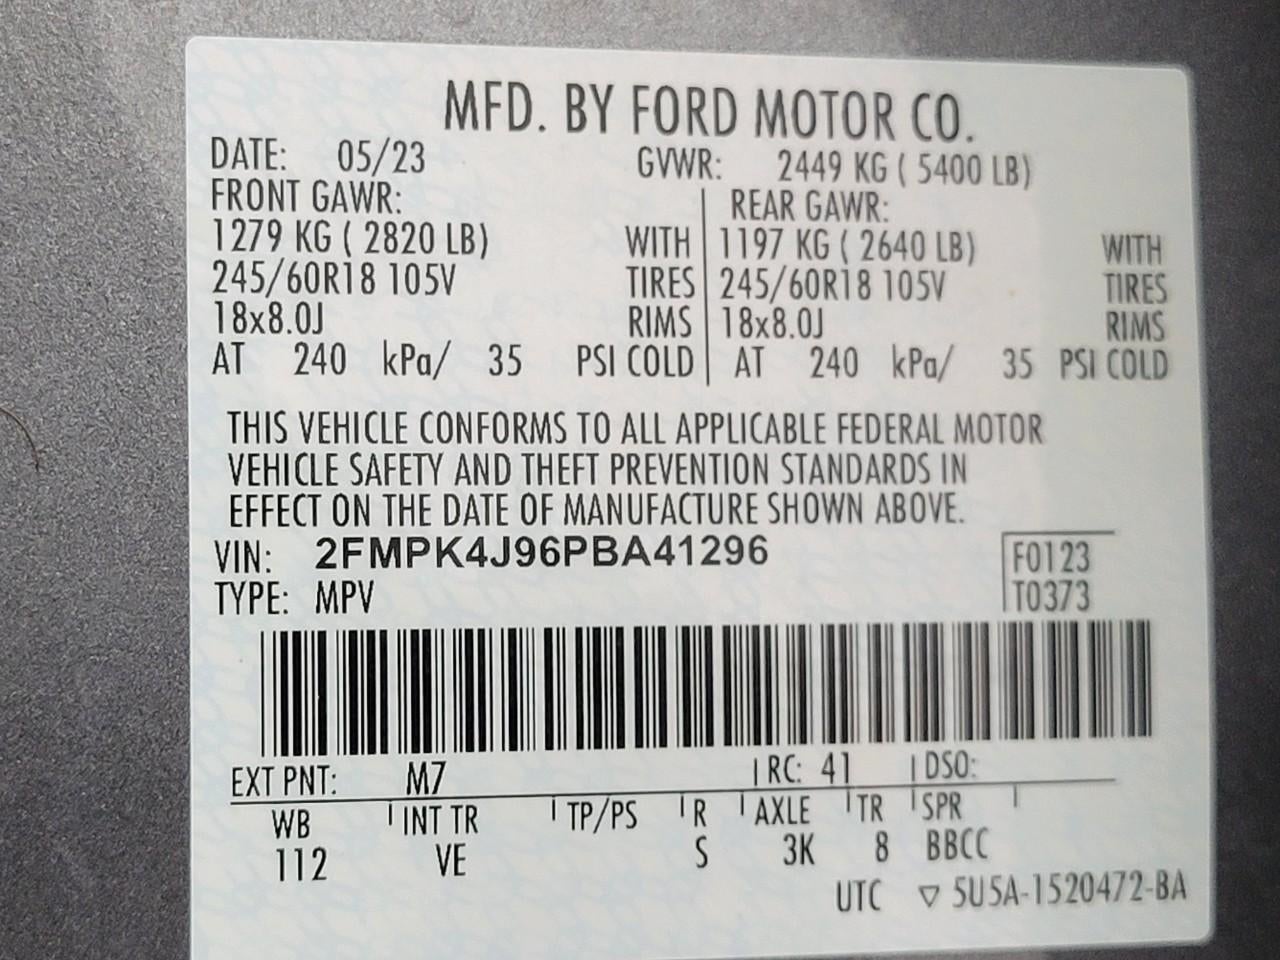 MFD. BY FORD MOTOR CO.
DATE: 05/23 GVWR: 2449 KG ( 5400 LB)
FRONT GAWR: REAR GAWR:
1279 KG ( 2820 LB) WITH 1197 KG ( 2640 LB) WITH
245/60R18 105V TIRES 245/60R18 105V TIRES
18x8.0J RIMS 18x8.0J RIMS
AT 240 kPa/ 35 PSI COLD AT 240 kPa/ 35 PSI COLD
THIS VEHICLE CONFORMS TO ALL APPLICABLE FEDERAL MOTOR
VEHICLE SAFETY AND THEFT PREVENTION STANDARDS IN
EFFECT ON THE DATE OF MANUFACTURE SHOWN ABOVE.
VIN: 2FMPK4J96PBA41296 F0123
TYPE: MPV T0373
EXT PNT: M7 RC: 41 DSO:
WB INT TR TP/PS R AXLE TR SPR
112 VE S 3K 8 BBCC
UTC ▽ 5U5A-1520472-BA